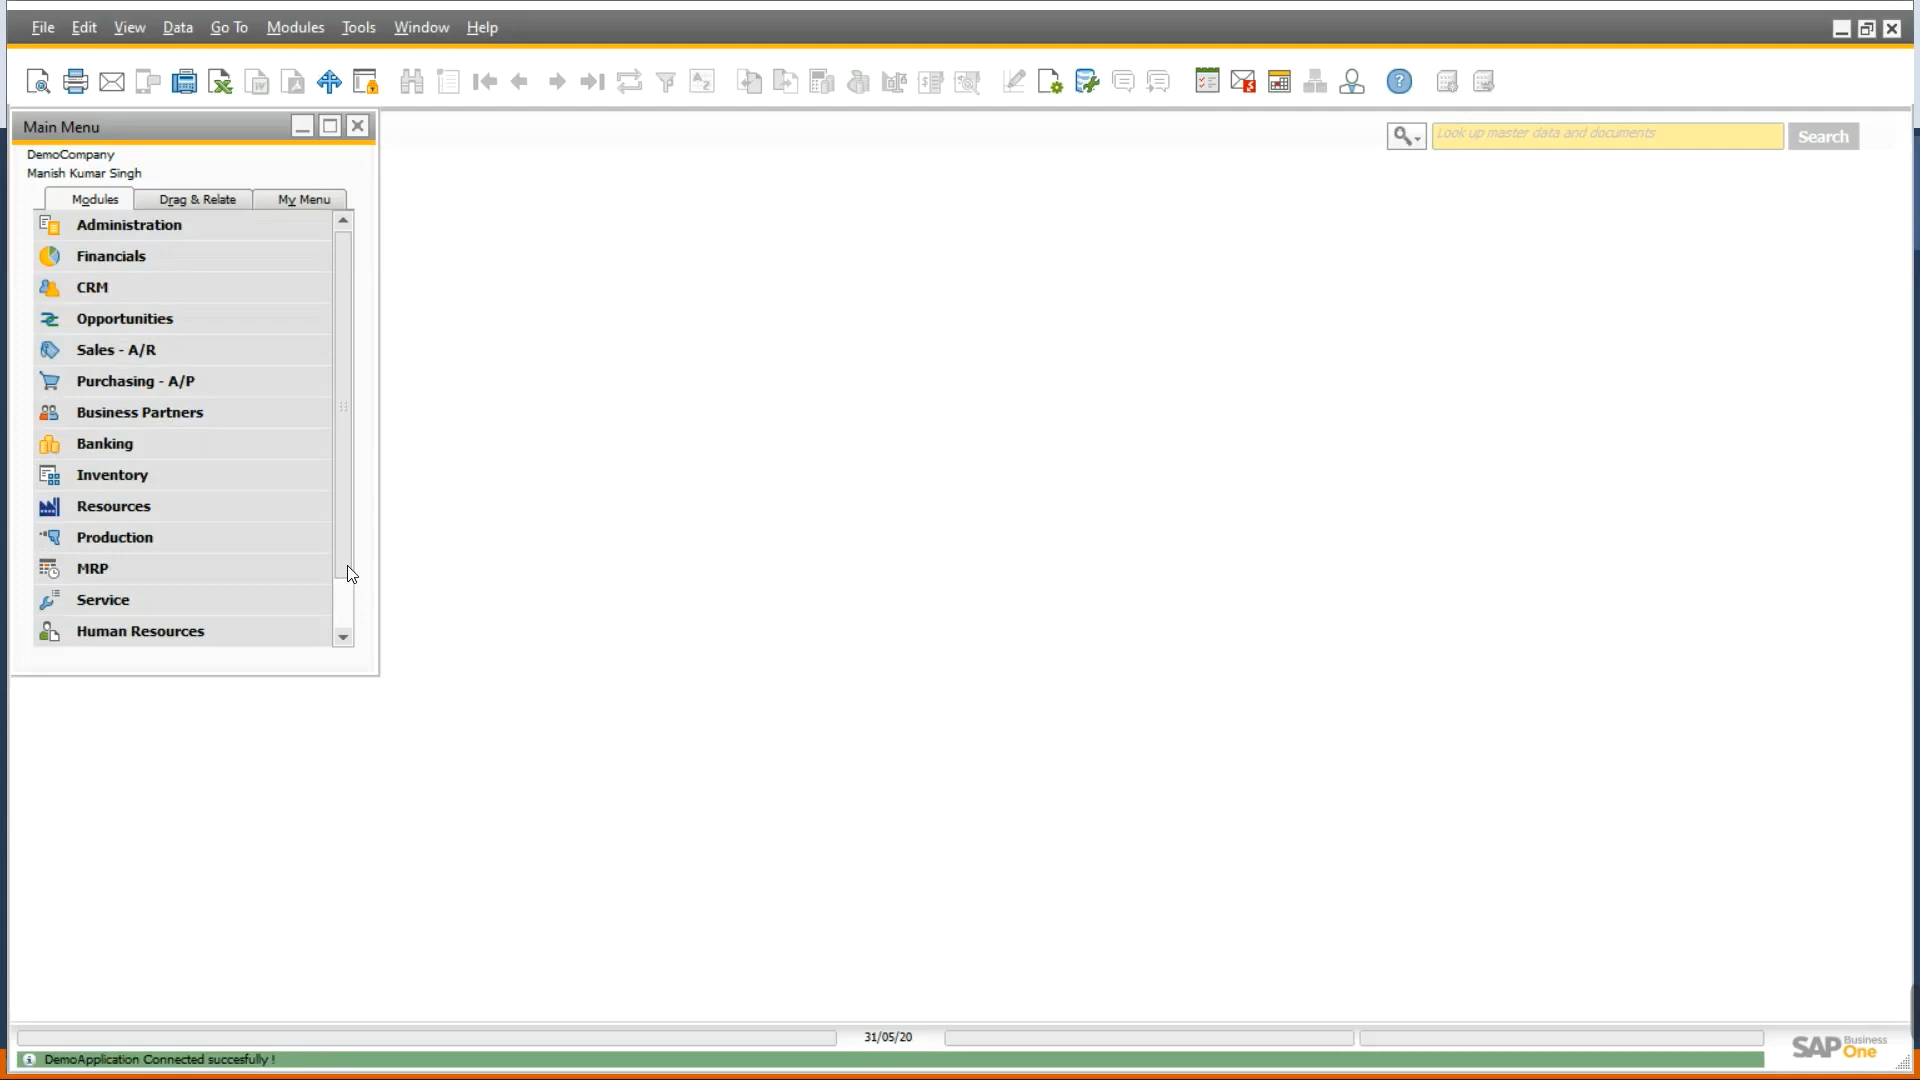 File Edit View Data Go To Modules Tools Window Help
Main Menu
Look up master data and documents Search
DemoCompany
Manish Kumar Singh
Modules Drag & Relate My Menu
Administration
Financials
CRM
Opportunities
Sales - A/R
Purchasing - A/P
Business Partners
Banking
Inventory
Resources
Production
MRP
Service
Human Resources
31/05/20
DemoApplication Connected succesfully !
SAP Business One